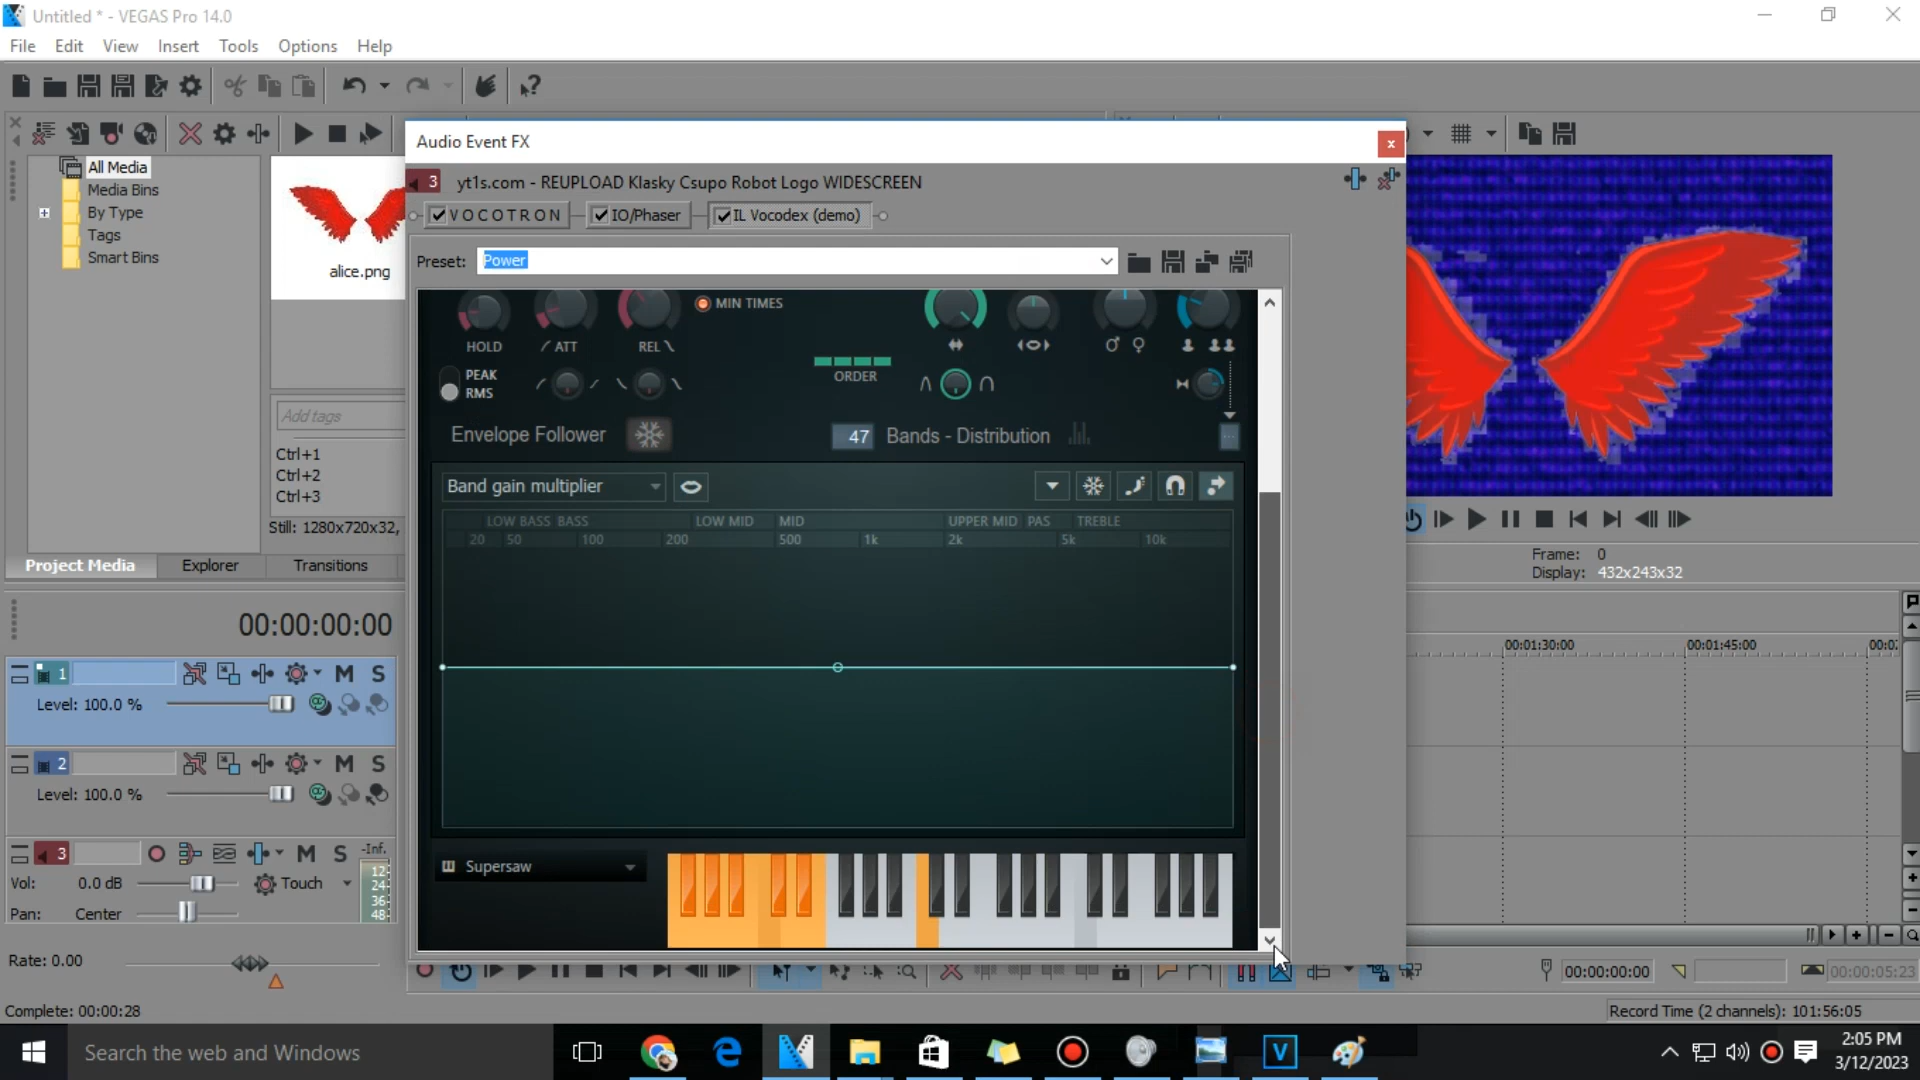 Untitled * - VEGAS Pro 14.0
File Edit View Insert Tools Options Help
All Media
Media Bins
By Type
Tags
Smart Bins
alice.png
Add tags
Ctrl+1
Ctrl+2
Ctrl+3
Still: 1280x720x32,
Project Media Explorer Transitions
Audio Event FX
x
3 yt1s.com - REUPLOAD Klasky Csupo Robot Logo WIDESCREEN
VOCOTRON IO/Phaser IL Vocodex (demo)
Preset: Power
MIN TIMES
HOLD ATT REL
PEAK
RMS
ORDER
Envelope Follower
47 Bands - Distribution
Band gain multiplier
LOW BASS BASS LOW MID MID UPPER MID PAS TREBLE
20 50 100 200 500 1k 2k 5k 10k
Supersaw
Frame: 0
Display: 432x243x32
00:00:00:00
1 M S
Level: 100.0 %
2 M S
Level: 100.0 %
3 M S -Inf.
Vol: 0.0 dB Touch
Pan: Center
12-
24-
36-
48-
Rate: 0.00
Complete: 00:00:28
00:01:30:00 00:01:45:00 00:0
00:00:00:00 00:00:05:23
Record Time (2 channels): 101:56:05
Search the web and Windows
V
2:05 PM
3/12/2023